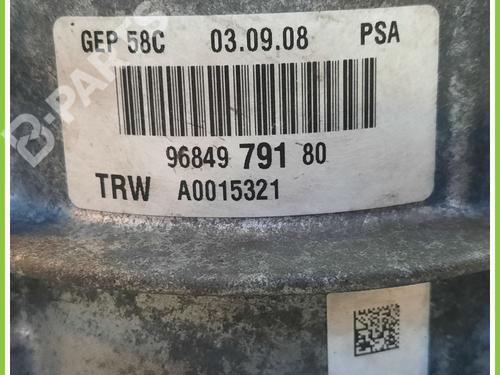 GEP 58C 03.09.08 PSA
96849 791 80
TRW A0015321
B-PARTS